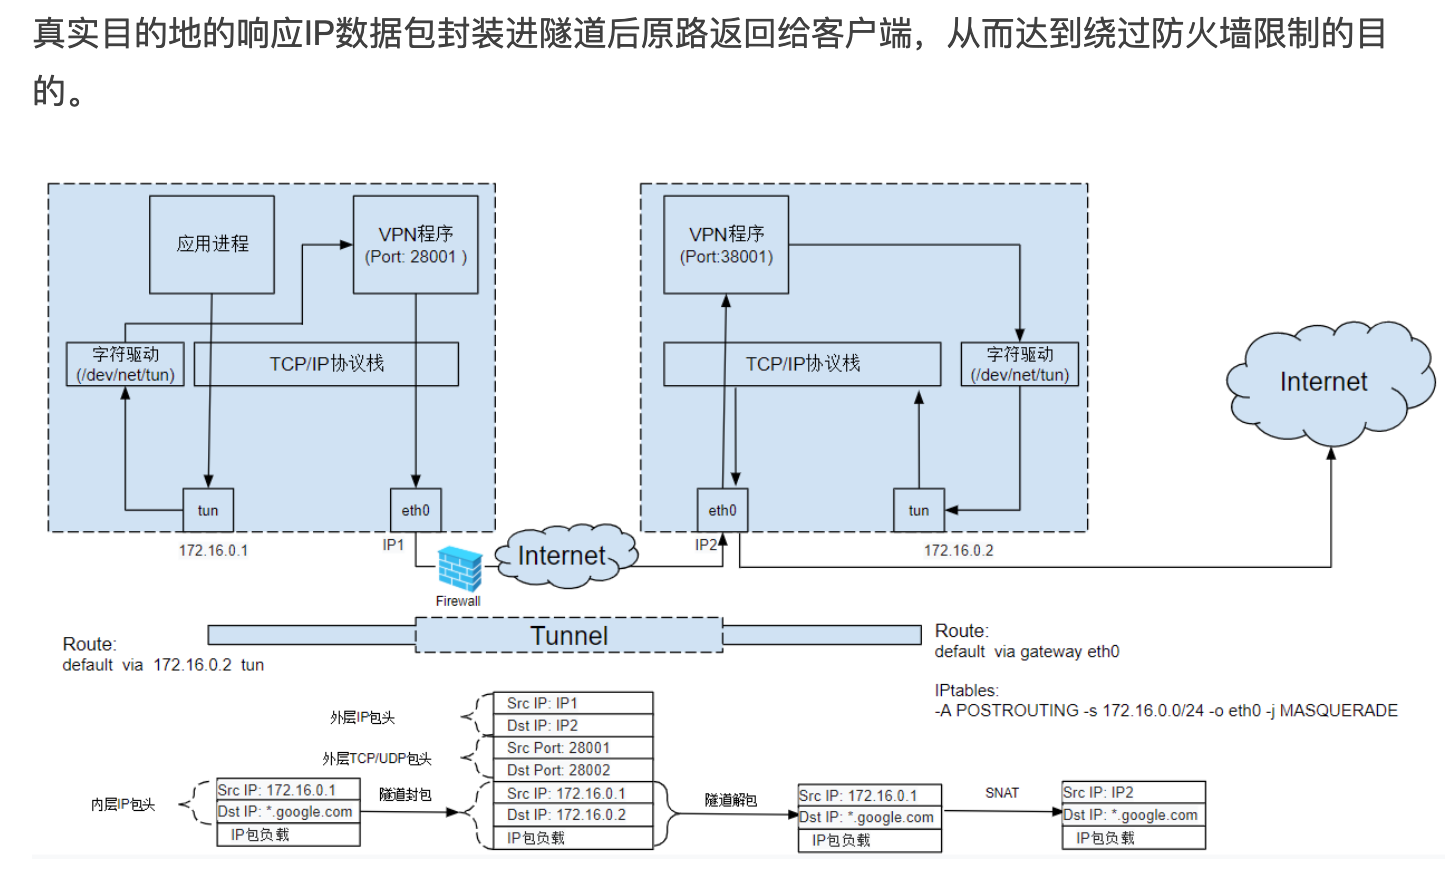 真实目的地的响应IP数据包封装进隧道后原路返回给客户端，从而达到绕过防火墙限制的目
的。
应用进程
VPN程序
(Port: 28001 )
字符驱动
(/dev/net/tun)
TCP/IP协议栈
tun
eth0
172.16.0.1
IP1
VPN程序
(Port:38001)
TCP/IP协议栈
字符驱动
(/dev/net/tun)
eth0
tun
IP2
172.16.0.2
Internet
Firewall
Internet
Tunnel
Route:
default via 172.16.0.2 tun
Route:
default via gateway eth0
IPtables:
-A POSTROUTING -s 172.16.0.0/24 -o eth0 -j MASQUERADE
外层IP包头
外层TCP/UDP包头
内层IP包头
Src IP: 172.16.0.1
Dst IP: *.google.com
IP包负载
隧道封包
Src IP: IP1
Dst IP: IP2
Src Port: 28001
Dst Port: 28002
Src IP: 172.16.0.1
Dst IP: 172.16.0.2
IP包负载
隧道解包
Src IP: 172.16.0.1
Dst IP: *.google.com
IP包负载
SNAT
Src IP: IP2
Dst IP: *.google.com
IP包负载